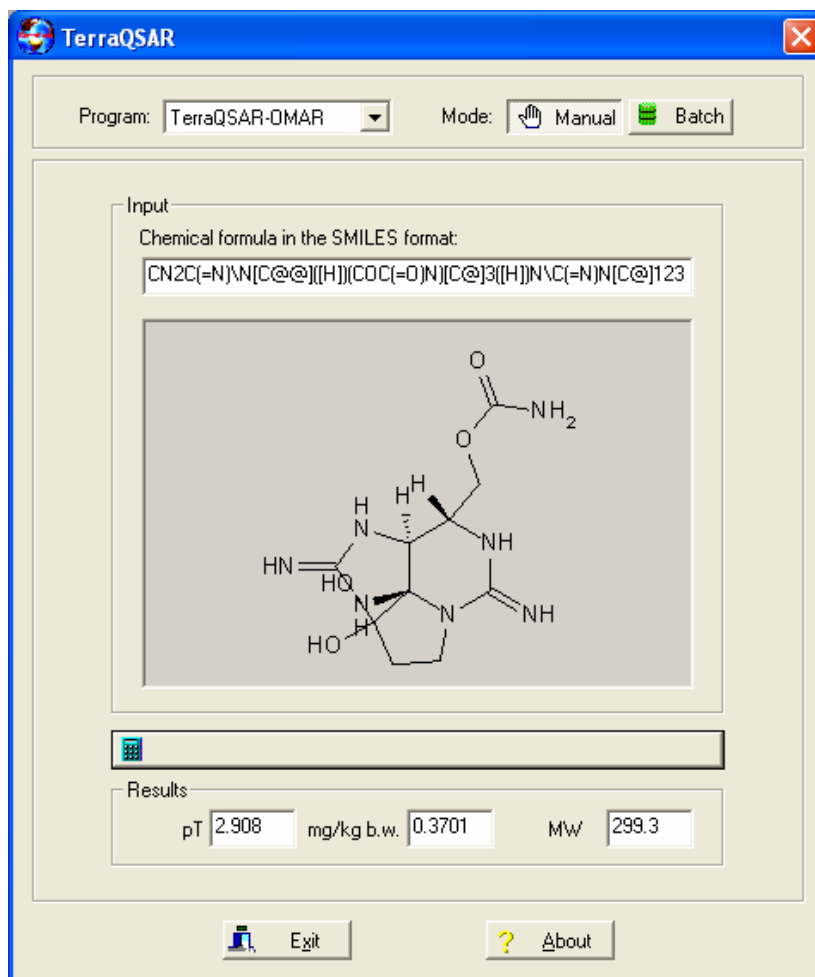 TerraQSAR
Program: TerraQSAR-OMAR Mode: Manual Batch
Input
Chemical formula in the SMILES format:
CN2C(=N)\N[C@@]([H])(COC(=O)N)[C@]3([H])N\C(=N)N[C@]123
O
NH2
O
H H
H
N
NH
HN
HO
N
H
N
NH
HO
Results
pT 2.908 mg/kg b.w. 0.3701 MW 299.3
Exit ? About